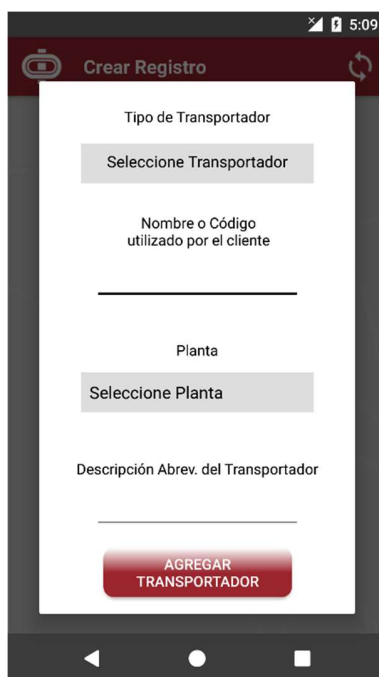 5:09
Crear Registro
Tipo de Transportador
Seleccione Transportador
Nombre o Código
utilizado por el cliente
Planta
Seleccione Planta
Descripción Abrev. del Transportador
AGREGAR
TRANSPORTADOR